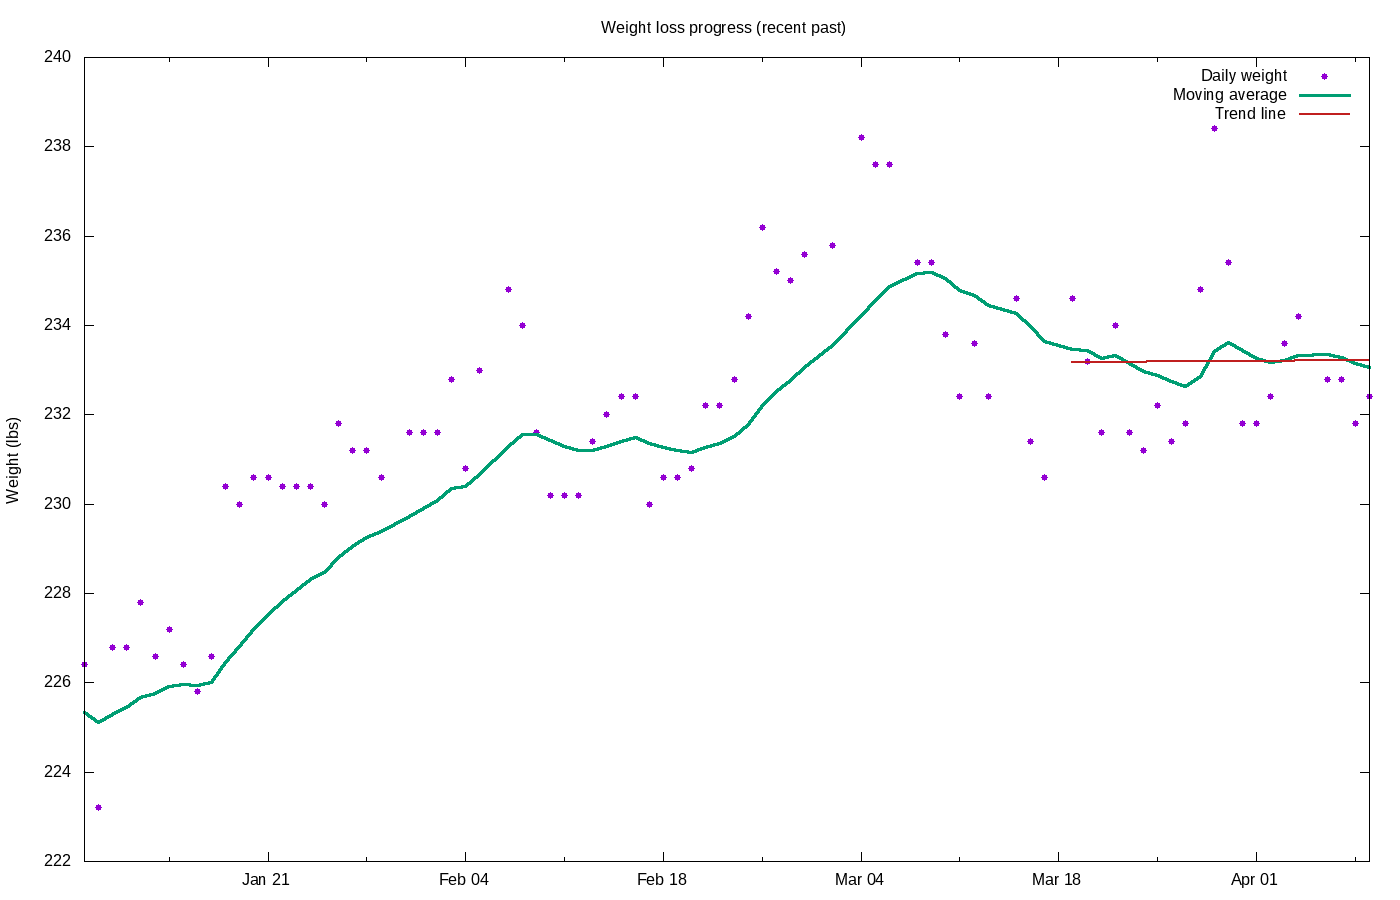 Weight loss progress (recent past)
240
238
236
234
232
230
228
226
224
222
Weight (lbs)
Daily weight
Moving average
Trend line
Jan 21
Feb 04
Feb 18
Mar 04
Mar 18
Apr 01